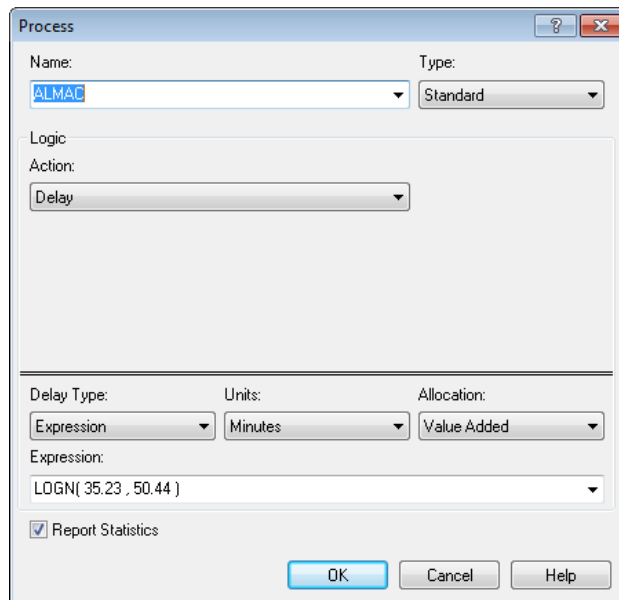 Process
Name: Type:
ALMAC Standard
Logic
Action:
Delay
Delay Type: Units: Allocation:
Expression Minutes Value Added
Expression:
LOGN( 35.23 , 50.44 )
Report Statistics
OK Cancel Help